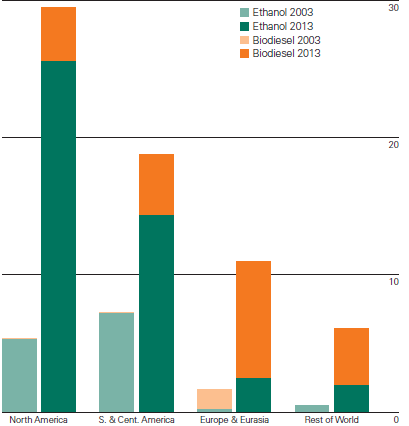 30
Ethanol 2003
Ethanol 2013
Biodiesel 2003
Biodiesel 2013
20
10
North America S. & Cent. America Europe & Eurasia Rest of World 0